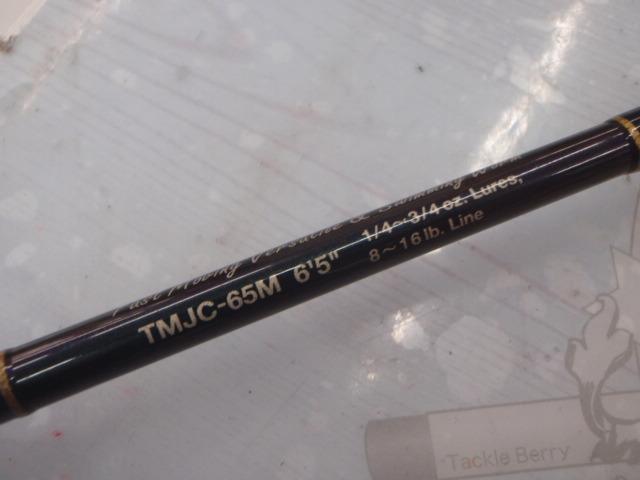 Fast Moving Versatile & Swimming Work
TMJC-65M 6'5" 1/4~3/4 oz. Lures,
8~16 lb. Line
Tackle Berry